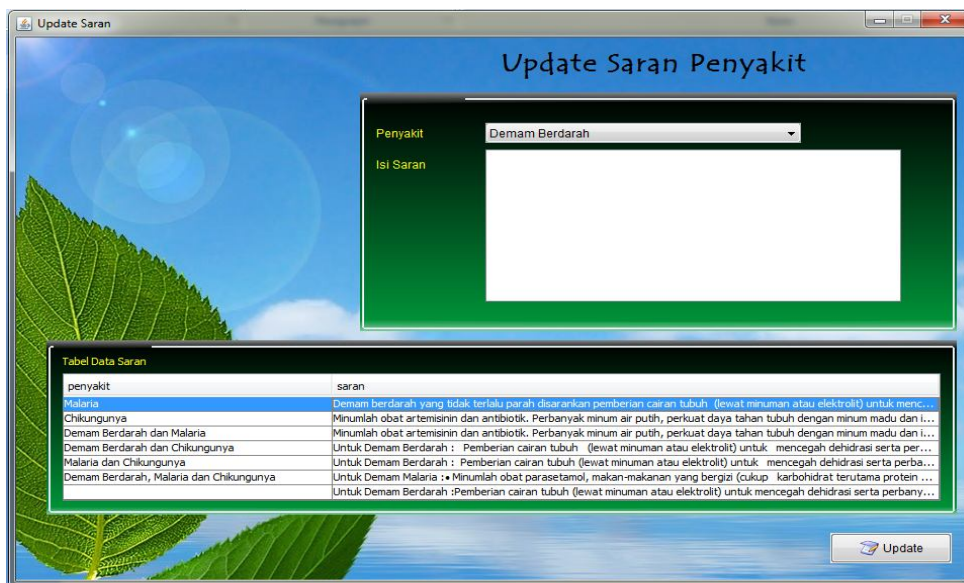 Update Saran
Update Saran Penyakit
Penyakit Demam Berdarah
Isi Saran
Tabel Data Saran
penyakit saran
Malaria Demam berdarah yang tidak terlalu parah disarankan pemberian cairan tubuh (lewat minuman atau elektrolit) untuk menc...
Chikungunya Minumlah obat artemisinin dan antibiotik. Perbanyak minum air putih, perkuat daya tahan tubuh dengan minum madu dan i...
Demam Berdarah dan Malaria Minumlah obat artemisinin dan antibiotik. Perbanyak minum air putih, perkuat daya tahan tubuh dengan minum madu dan i...
Demam Berdarah dan Chikungunya Untuk Demam Berdarah : Pemberian cairan tubuh (lewat minuman atau elektrolit) untuk mencegah dehidrasi serta per...
Malaria dan Chikungunya Untuk Demam Berdarah : Pemberian cairan tubuh (lewat minuman atau elektrolit) untuk mencegah dehidrasi serta perba...
Demam Berdarah, Malaria dan Chikungunya Untuk Demam Malaria :• Minumlah obat parasetamol, makan-makanan yang bergizi (cukup karbohidrat terutama protein ...
Untuk Demam Berdarah :Pemberian cairan tubuh (lewat minuman atau elektrolit) untuk mencegah dehidrasi serta perbany...
Update